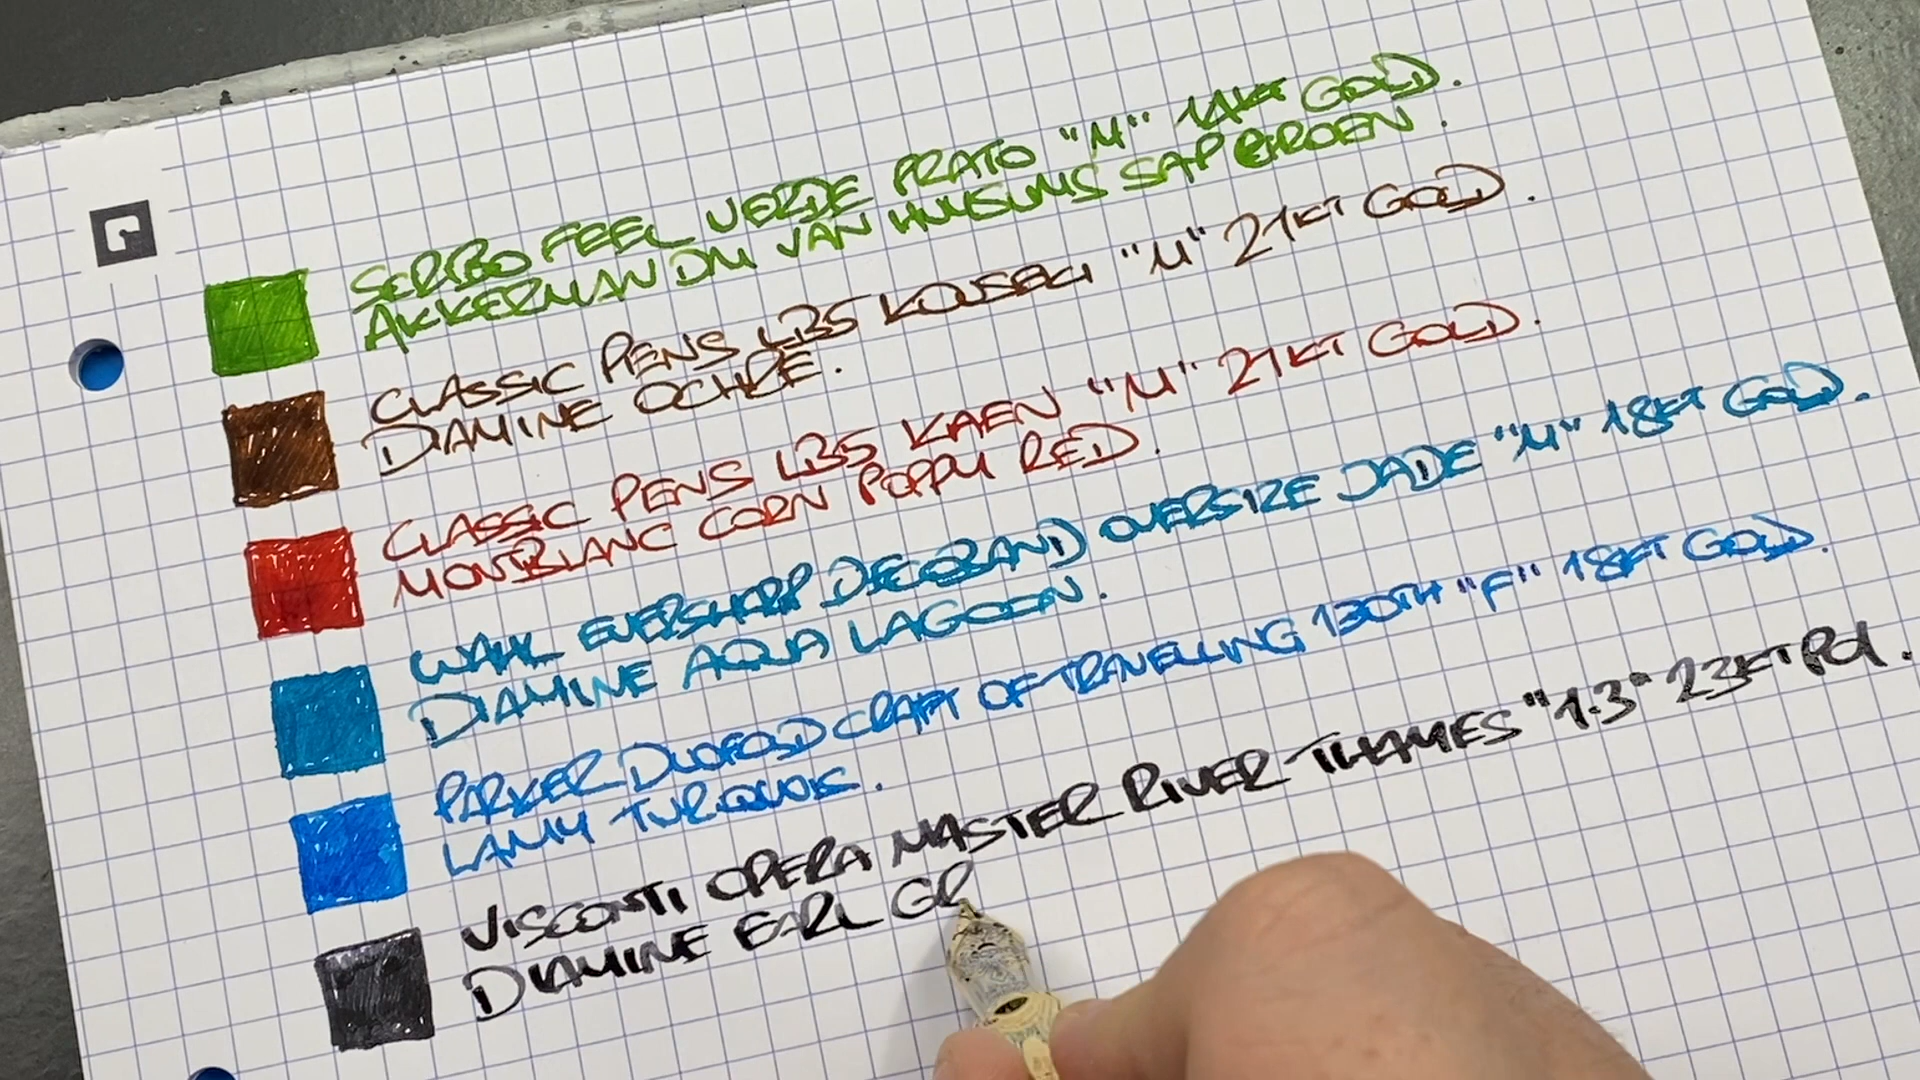 SCRIBO FEEL VERDE PRATO "M" 14KT GOLD.
AKKERMAN DM VAN HUYSUMS SAP GROEN.
CLASSIC PENS LB5 KOUSEKI "M" 21KT GOLD.
DIAMINE OCHRE.
CLASSIC PENS LB5 KAEN "M" 21KT GOLD.
MONTBLANC CORN POPPY RED.
WAHL EVERSHARP DECOBAND OVERSIZE JADE "M" 18KT GOLD.
DIAMINE AQUA LAGOON.
PARKER DUOFOLD CRAFT OF TRAVELLING 130TH "F" 18KT GOLD.
LAMY TURQUOIS.
VISCONTI OPERA MASTER RIVER THAMES "1.3" 23KT Pd.
DIAMINE EARL GR